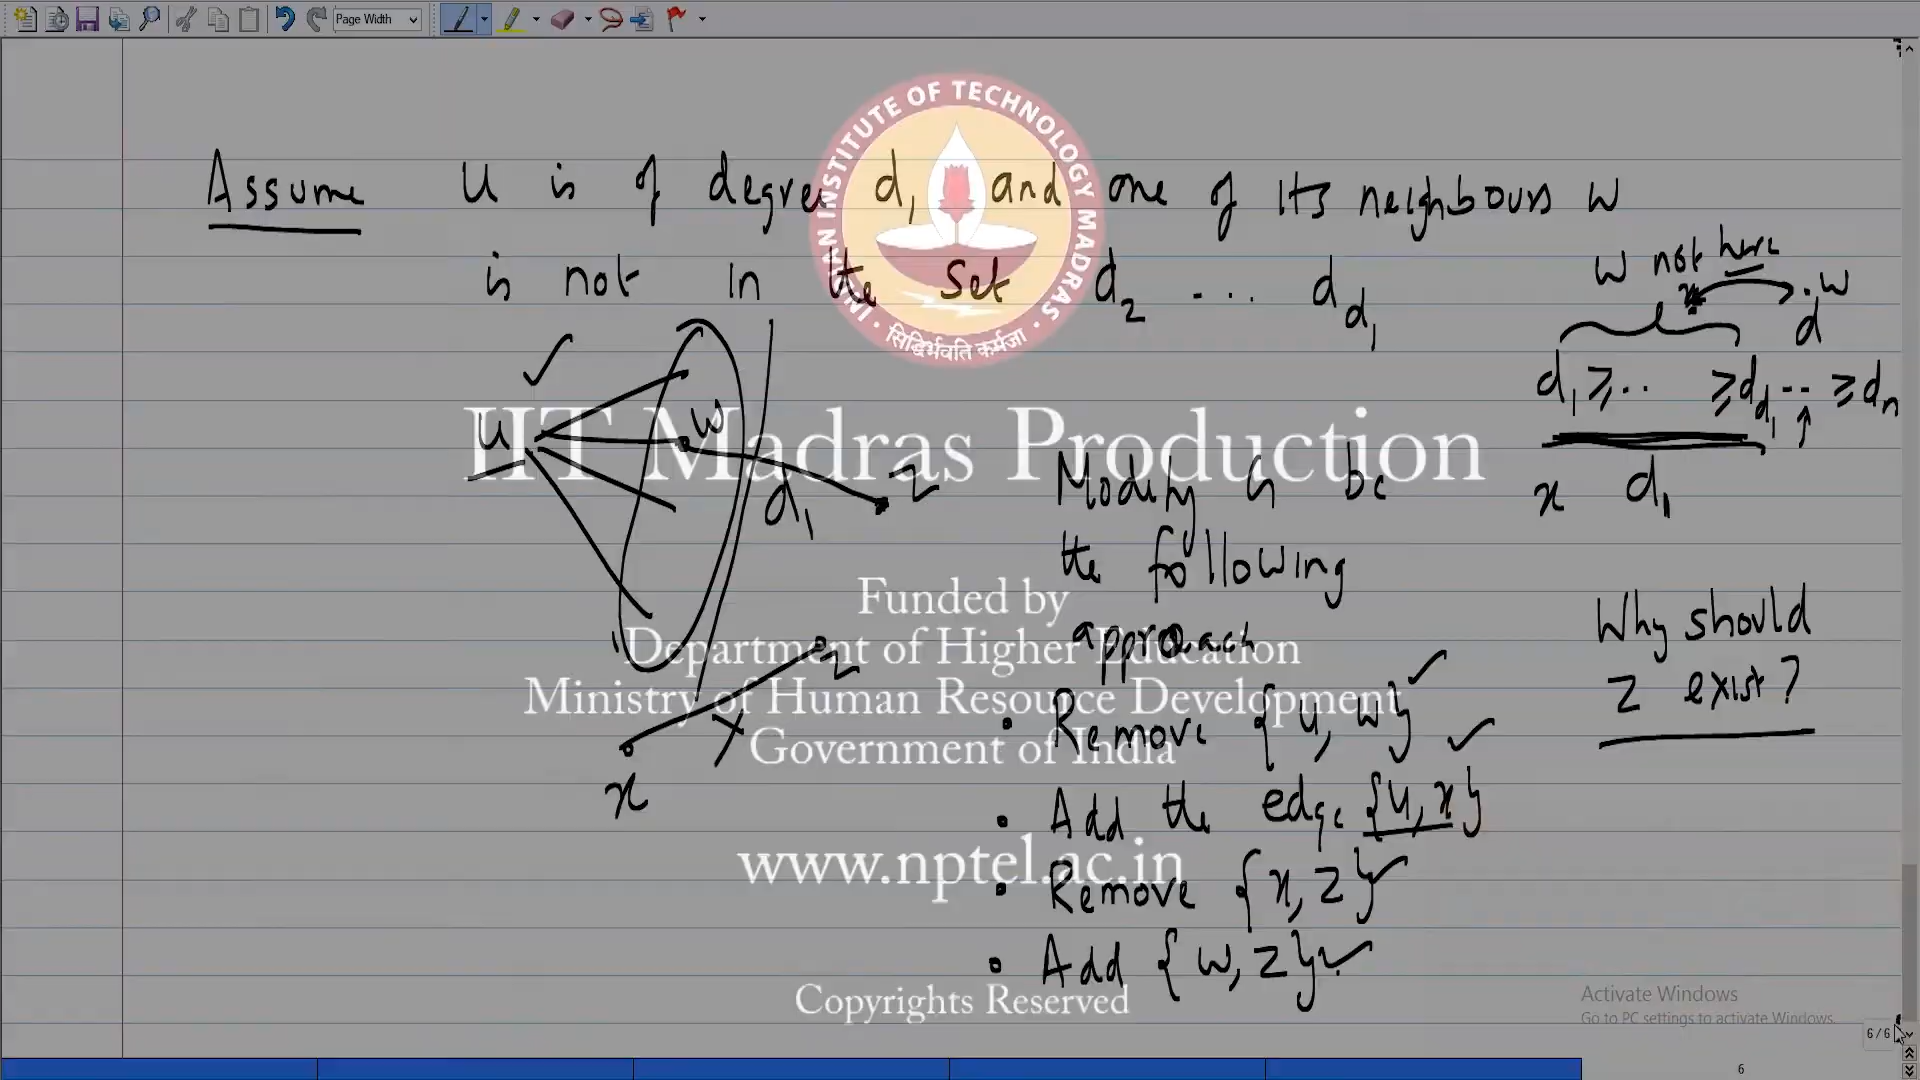 Page Width
Assume u is of degree d1 and one of its neighbours w
is not in the set d2 ... dd1
w not here
x
w
d
d1 ≥ .. ≥ dd1 -- ≥ dn
x d1
u
w
d1
z
z
x
Modify G be
the following
approach
• Remove {u, w}
• Add the edge {u, x}
• Remove {x, z}
• Add {w, z}
Why should
z exist?
INDIAN INSTITUTE OF TECHNOLOGY MADRAS
सिद्धिर्भवति कर्मजा
IIT Madras Production
Funded by
Department of Higher Education
Ministry of Human Resource Development
Government of India
www.nptel.ac.in
Copyrights Reserved
Activate Windows
Go to PC settings to activate Windows.
6 / 6
6